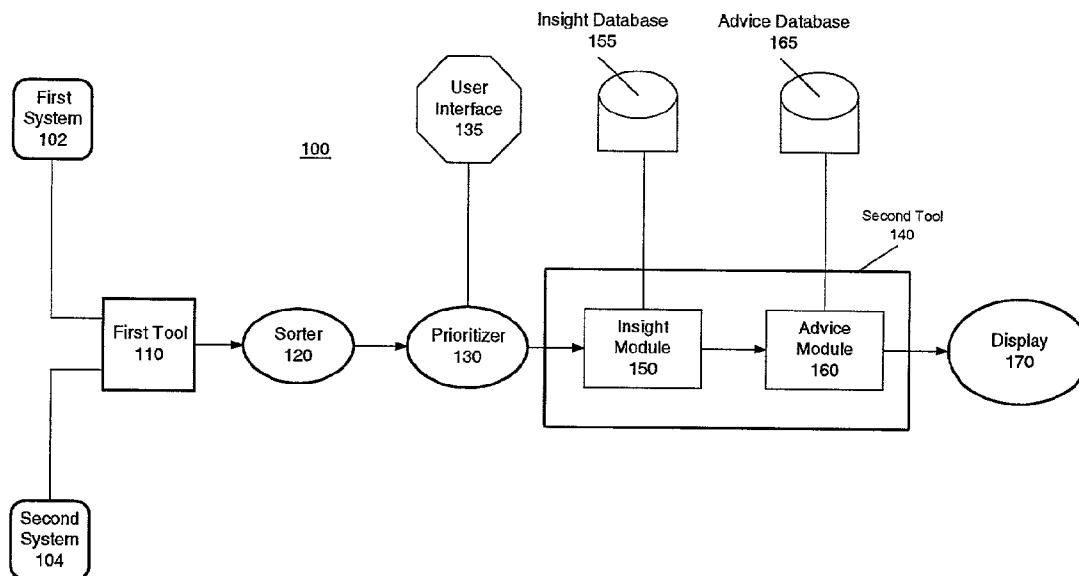 Insight Database
155
Advice Database
165
First
System
102
User
Interface
135
100
Second Tool
140
First Tool
110
Sorter
120
Prioritizer
130
Insight
Module
150
Advice
Module
160
Display
170
Second
System
104